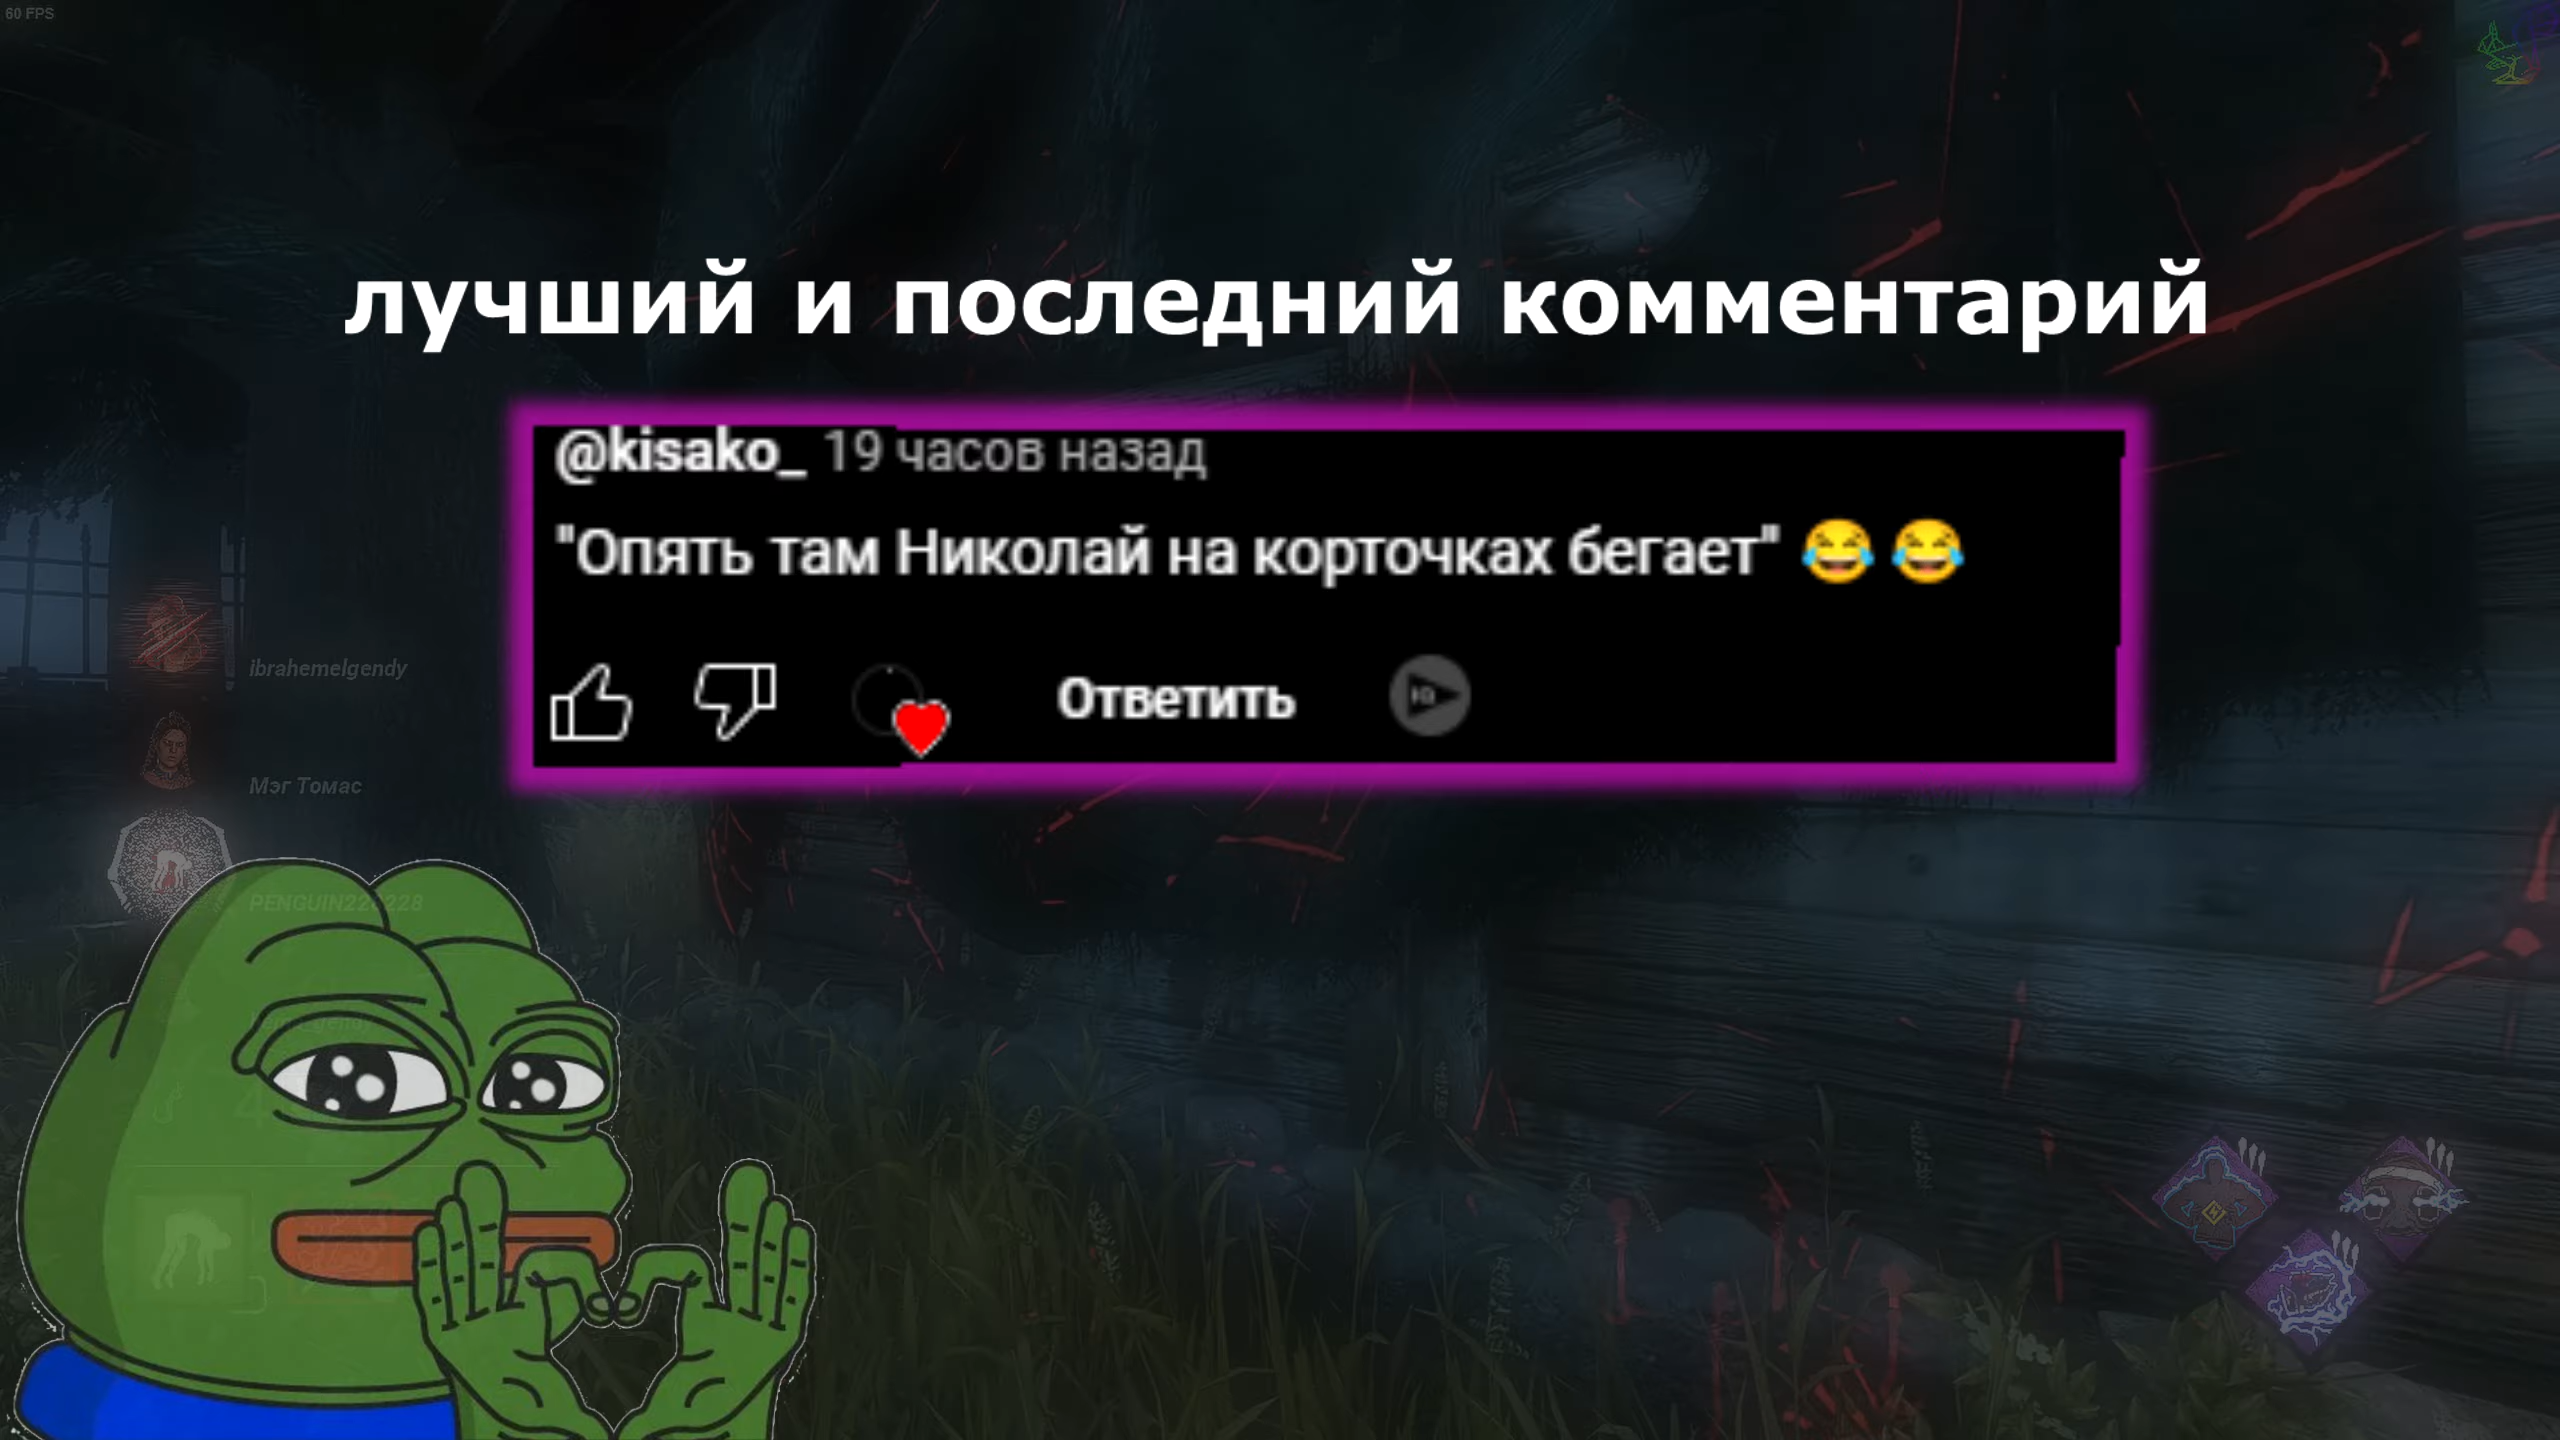 60 FPS
лучший и последний комментарий
@kisako_ 19 часов назад
"Опять там Николай на корточках бегает" 😂 😂
Ответить
ibrahemelgendy
Мэг Томас